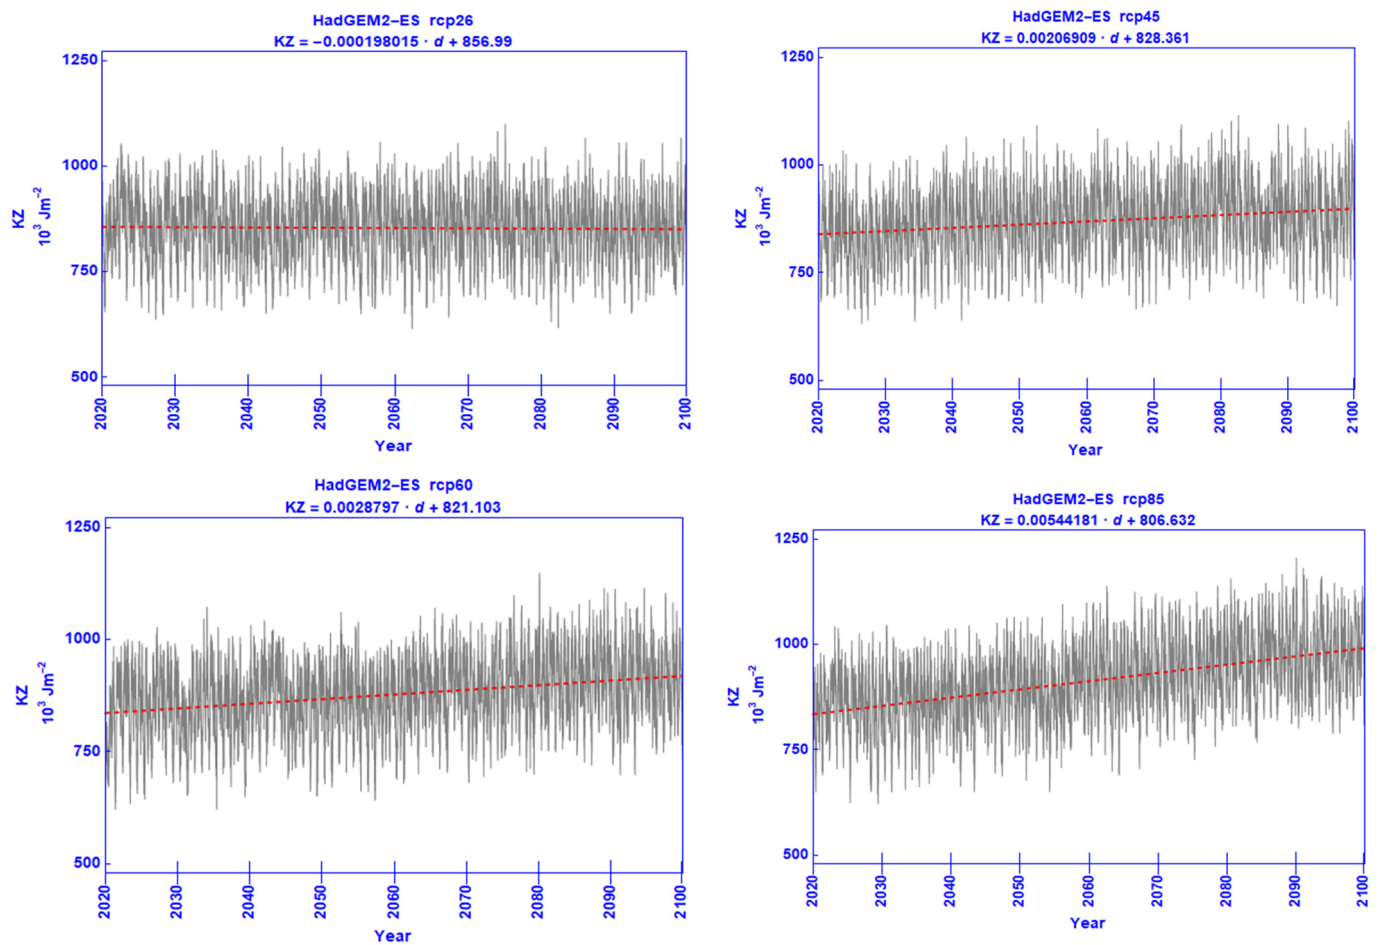 HadGEM2-ES rcp26
KZ = −0.000198015 · d + 856.99
1250
1000
750
500
KZ
10³ Jm⁻²
2020
2030
2040
2050
2060
2070
2080
2090
2100
Year
HadGEM2-ES rcp45
KZ = 0.00206909 · d + 828.361
1250
1000
750
500
KZ
10³ Jm⁻²
2020
2030
2040
2050
2060
2070
2080
2090
2100
Year
HadGEM2-ES rcp60
KZ = 0.0028797 · d + 821.103
1250
1000
750
500
KZ
10³ Jm⁻²
2020
2030
2040
2050
2060
2070
2080
2090
2100
Year
HadGEM2-ES rcp85
KZ = 0.00544181 · d + 806.632
1250
1000
750
500
KZ
10³ Jm⁻²
2020
2030
2040
2050
2060
2070
2080
2090
2100
Year